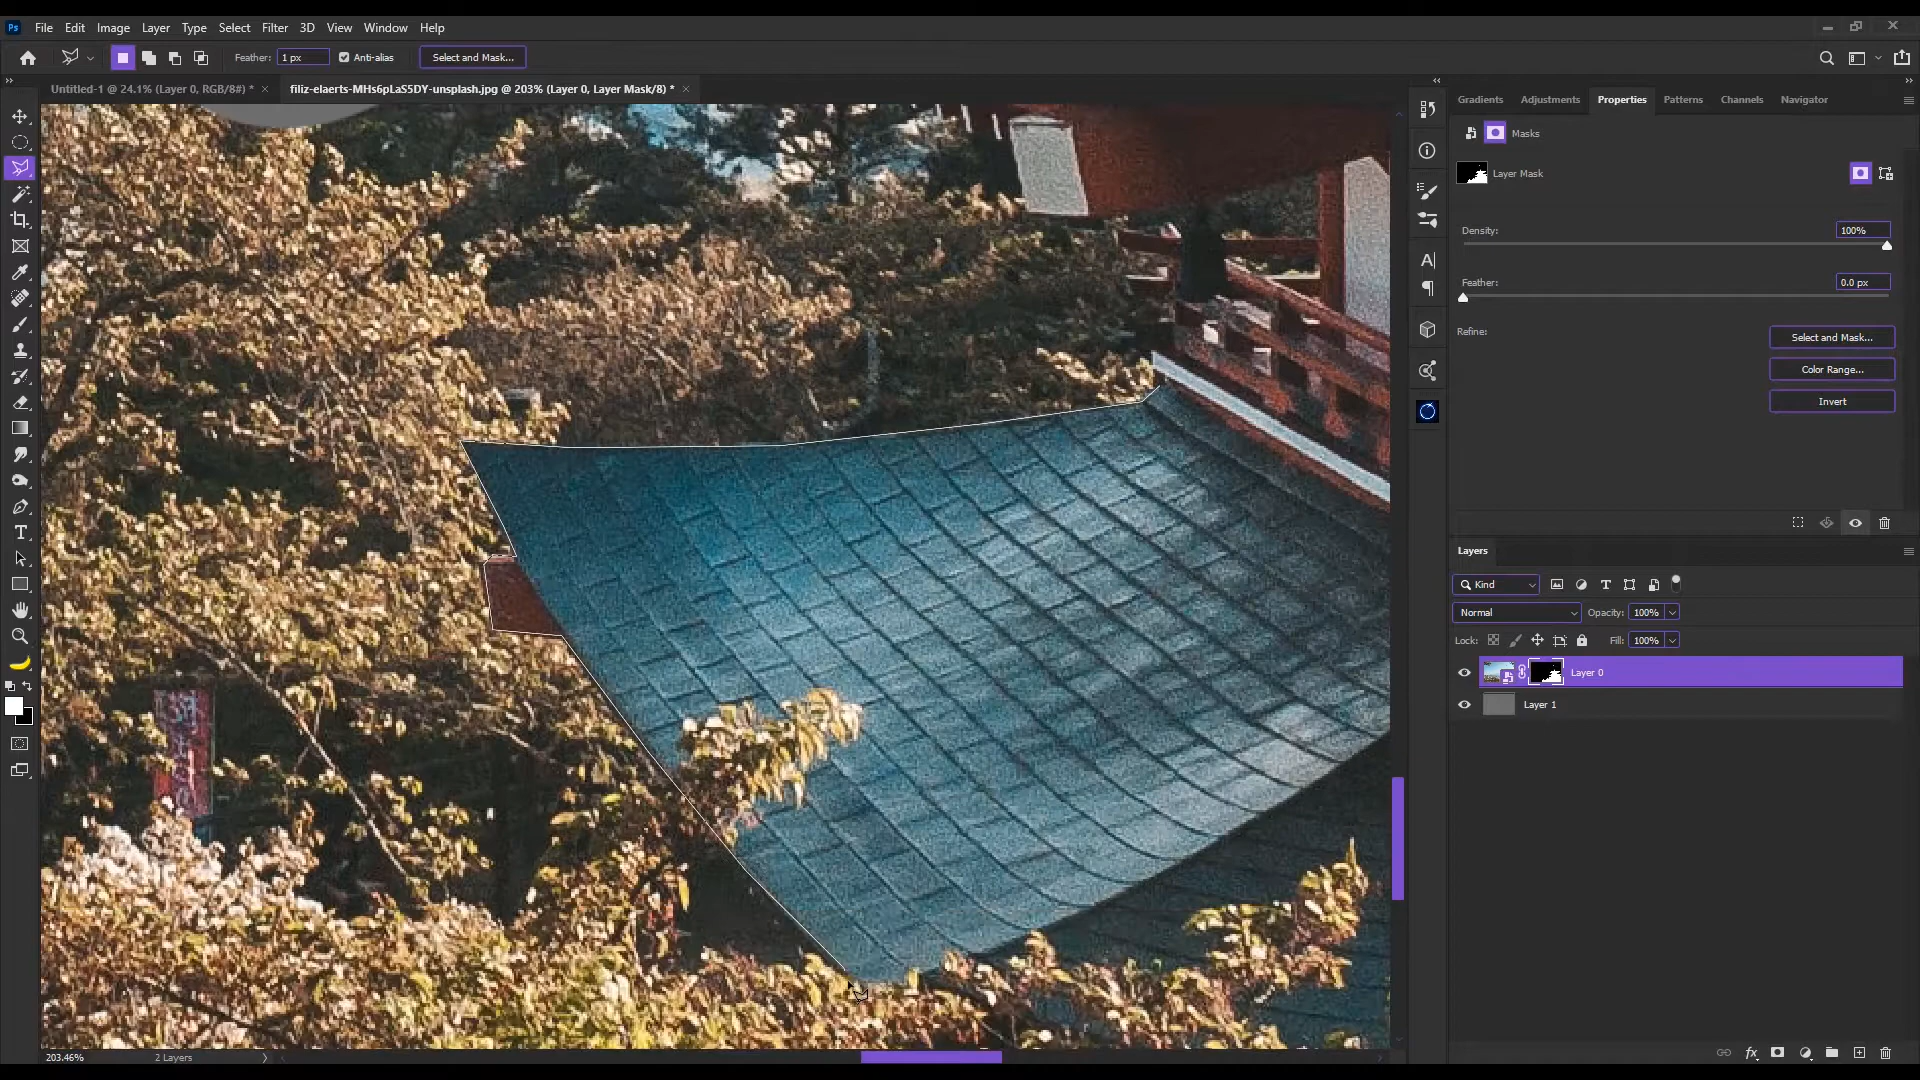 Ps File Edit Image Layer Type Select Filter 3D View Window Help
Feather: 1 px Anti-alias Select and Mask...
Untitled-1 @ 24.1% (Layer 0, RGB/8#) * × filiz-elaerts-MHs6pLaS5DY-unsplash.jpg @ 203% (Layer 0, Layer Mask/8) * ×
Gradients Adjustments Properties Patterns Channels Navigator
Masks
Layer Mask
Density: 100%
Feather: 0.0 px
Refine: Select and Mask...
Color Range...
Invert
Layers
Kind
Normal Opacity: 100%
Lock: Fill: 100%
Layer 0
Layer 1
203.46% 2 Layers